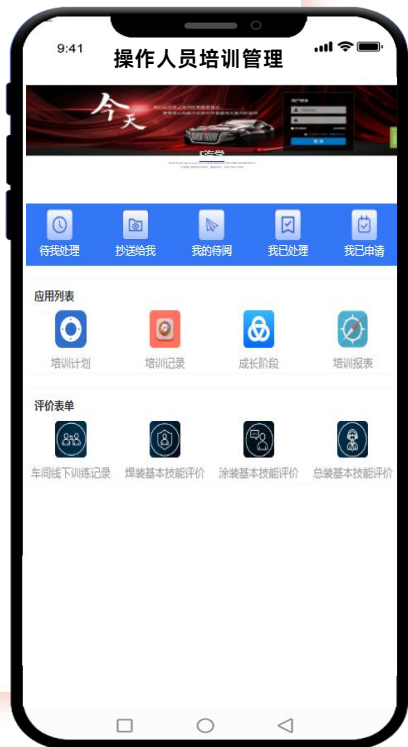 9:41
操作人员培训管理
今天
待我处理 抄送给我 我的待阅 我已处理 我已申请
应用列表
培训计划 培训记录 成长阶段 培训报表
评价表单
车间线下训练记录 焊装基本技能评价 涂装基本技能评价 总装基本技能评价